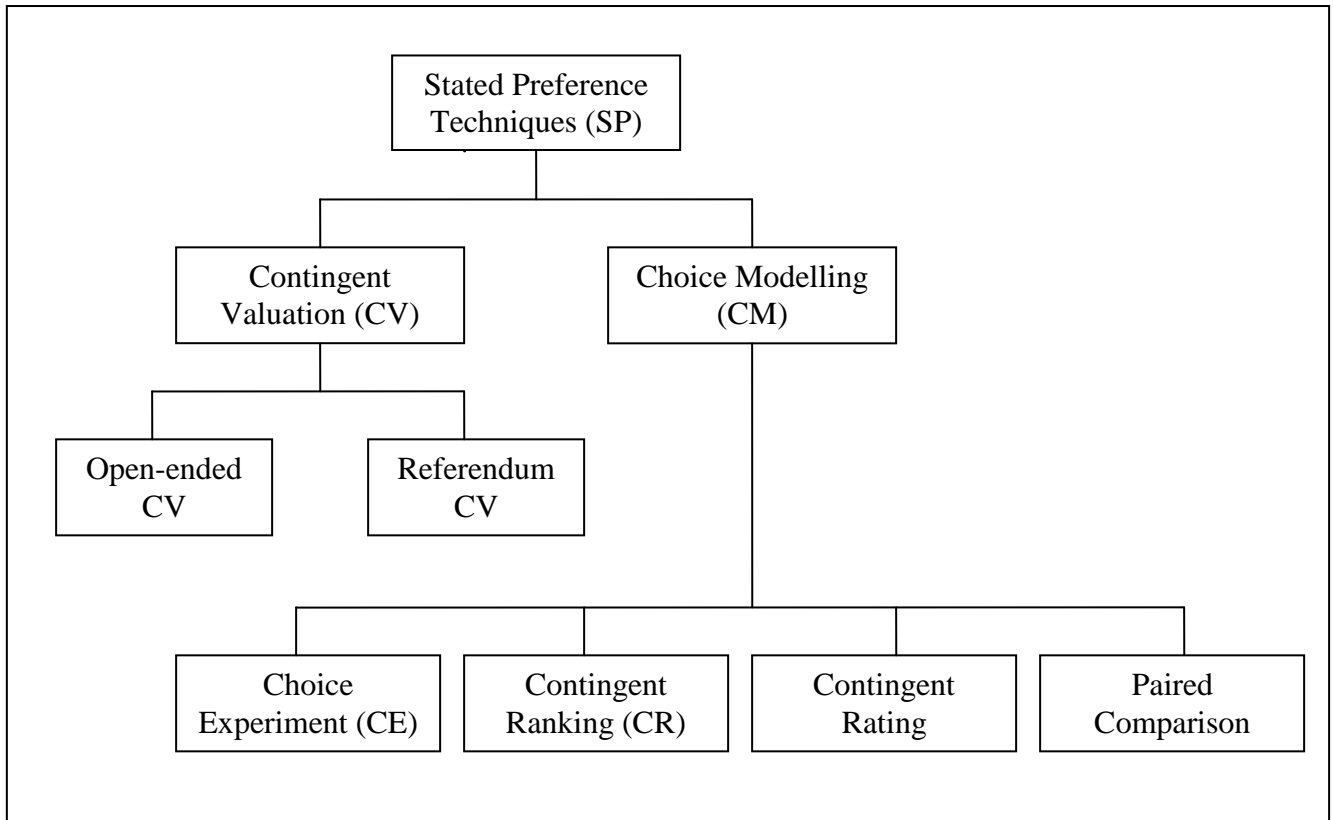 Stated Preference
Techniques (SP)
Contingent
Valuation (CV)
Choice Modelling
(CM)
Open-ended
CV
Referendum
CV
Choice
Experiment (CE)
Contingent
Ranking (CR)
Contingent
Rating
Paired
Comparison